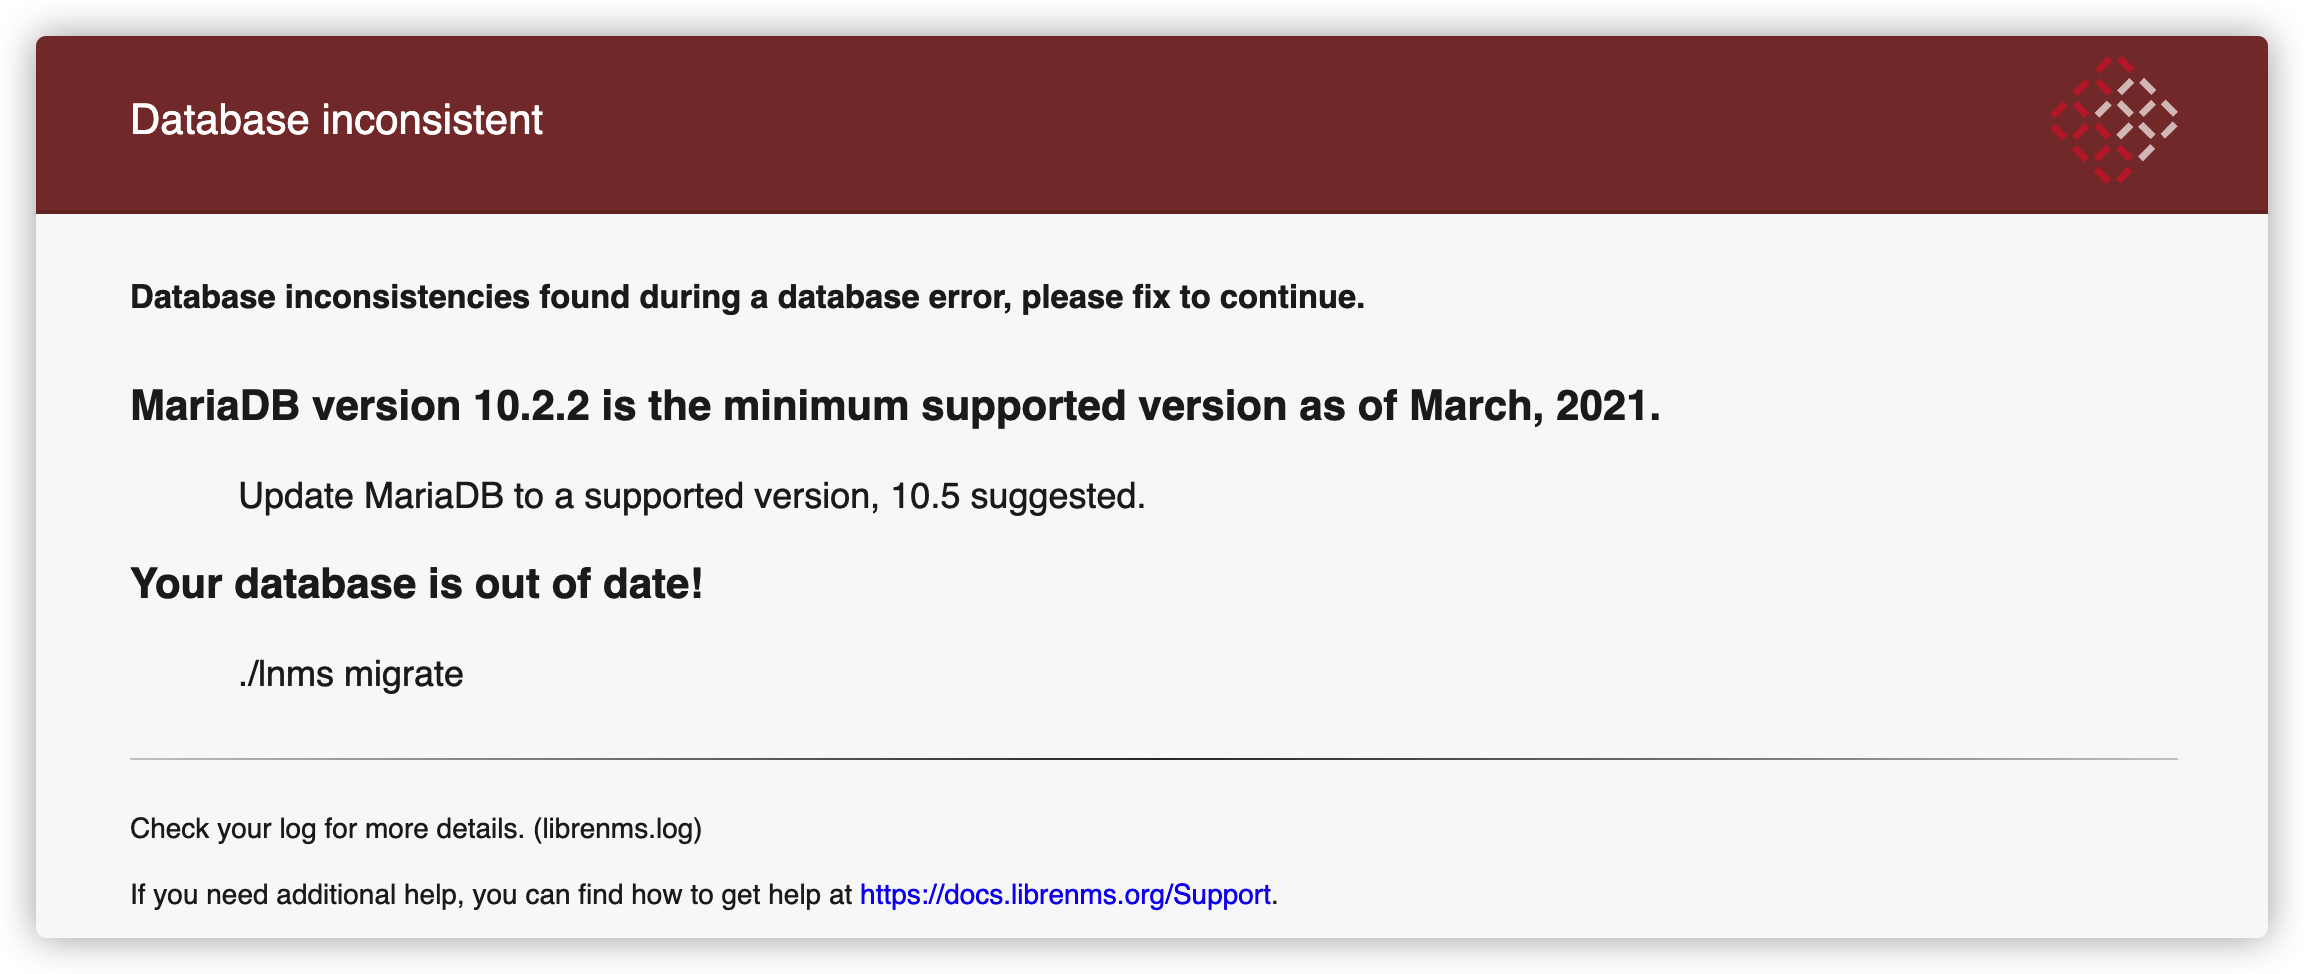 Database inconsistent
Database inconsistencies found during a database error, please fix to continue.
MariaDB version 10.2.2 is the minimum supported version as of March, 2021.
Update MariaDB to a supported version, 10.5 suggested.
Your database is out of date!
./lnms migrate
Check your log for more details. (librenms.log)
If you need additional help, you can find how to get help at https://docs.librenms.org/Support.